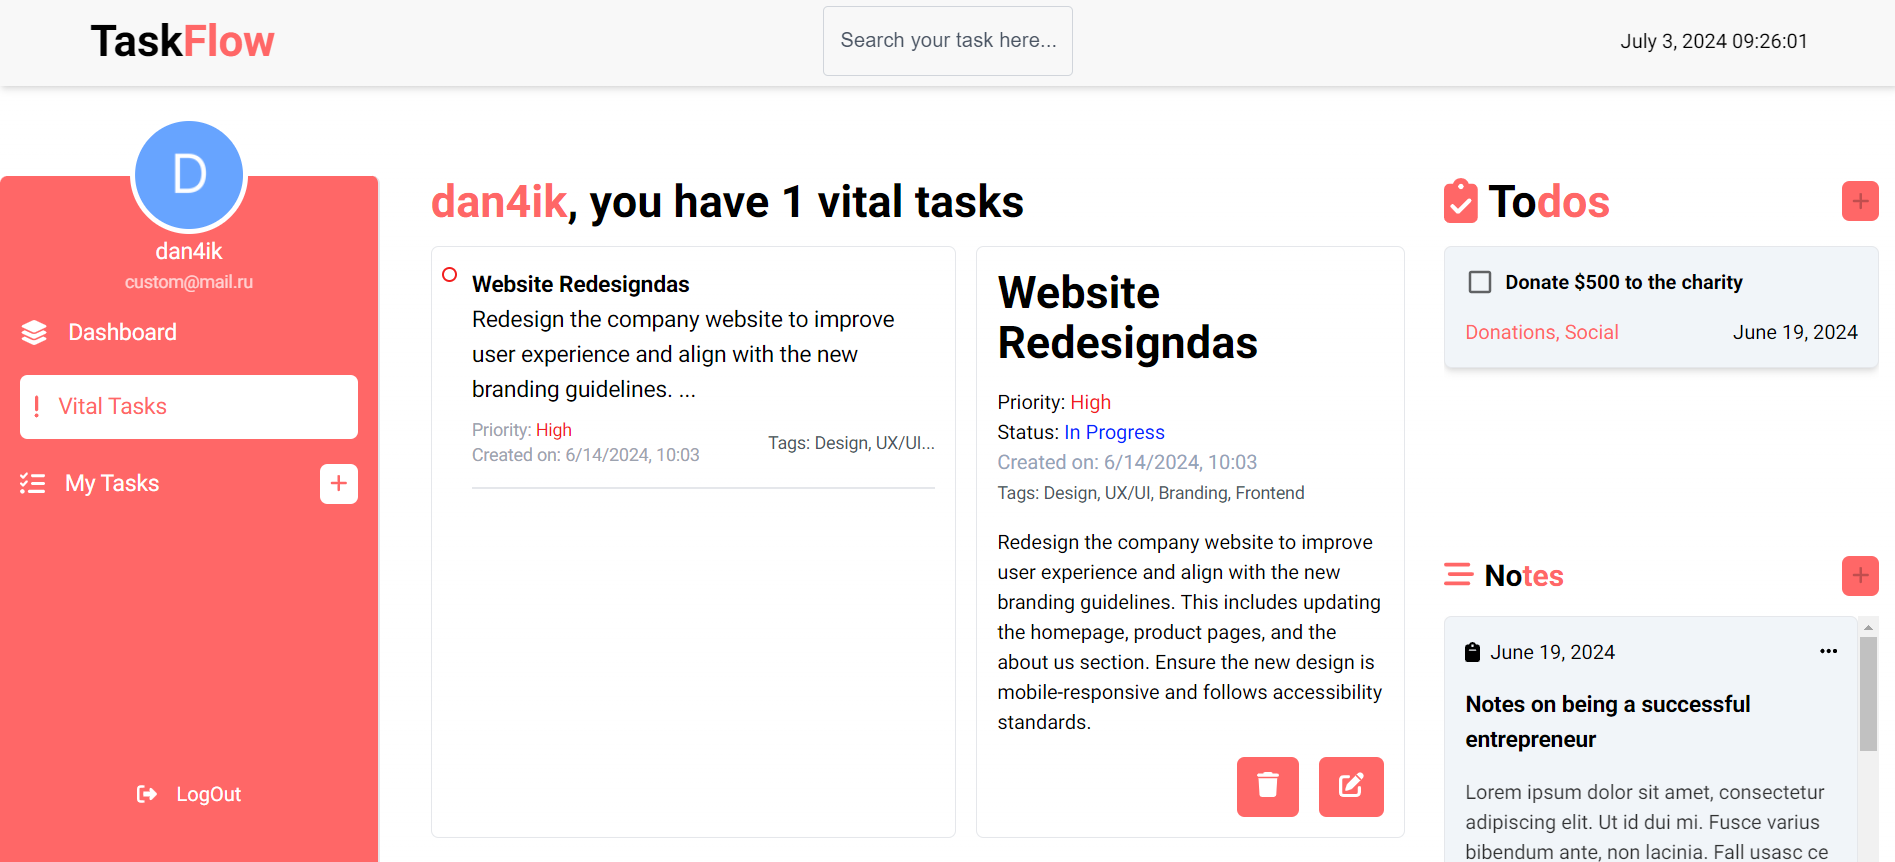 TaskFlow
Search your task here...
July 3, 2024 09:26:01
D
dan4ik
custom@mail.ru
Dashboard
Vital Tasks
My Tasks
LogOut
dan4ik, you have 1 vital tasks
Website Redesigndas
Redesign the company website to improve
user experience and align with the new
branding guidelines. ...
Priority: High
Created on: 6/14/2024, 10:03
Tags: Design, UX/UI...
Website
Redesigndas
Priority: High
Status: In Progress
Created on: 6/14/2024, 10:03
Tags: Design, UX/UI, Branding, Frontend
Redesign the company website to improve
user experience and align with the new
branding guidelines. This includes updating
the homepage, product pages, and the
about us section. Ensure the new design is
mobile-responsive and follows accessibility
standards.
Todos
Donate $500 to the charity
Donations, Social
June 19, 2024
Notes
June 19, 2024
Notes on being a successful
entrepreneur
Lorem ipsum dolor sit amet, consectetur
adipiscing elit. Ut id dui mi. Fusce varius
bibendum ante, non lacinia. Fall usasc ce